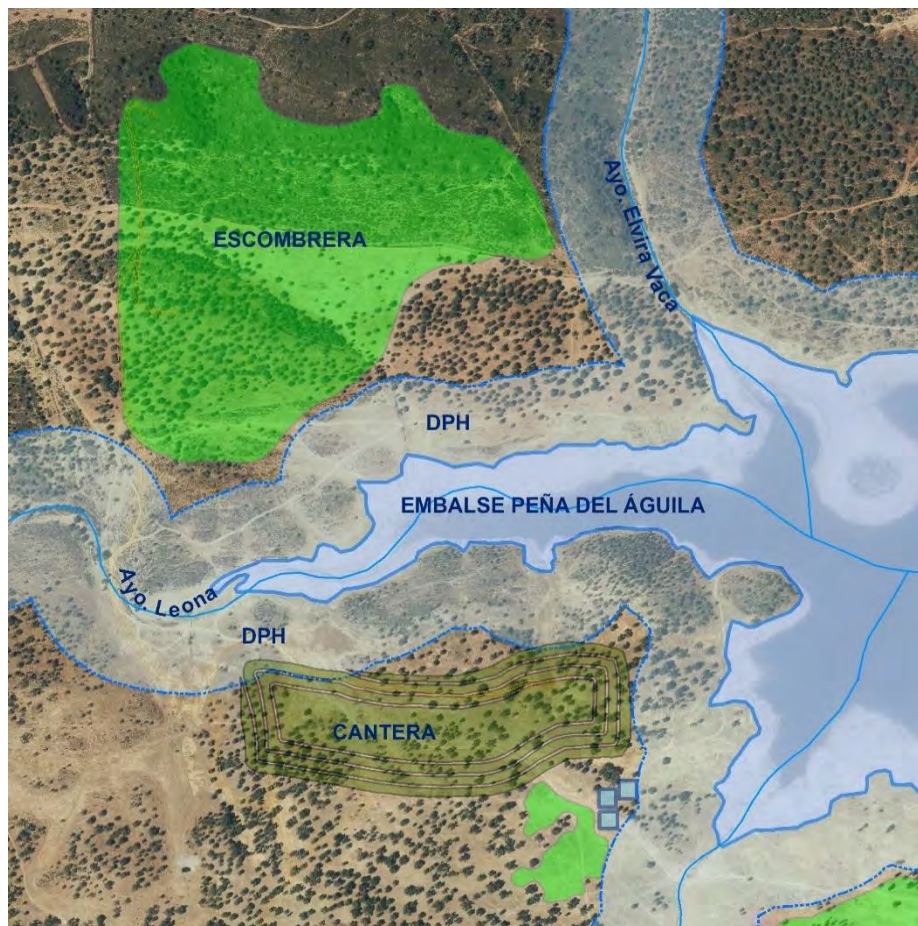 ESCOMBRERA
Ayo. Elvira Vaca
DPH
EMBALSE PEÑA DEL ÁGUILA
Ayo. Leona
DPH
CANTERA